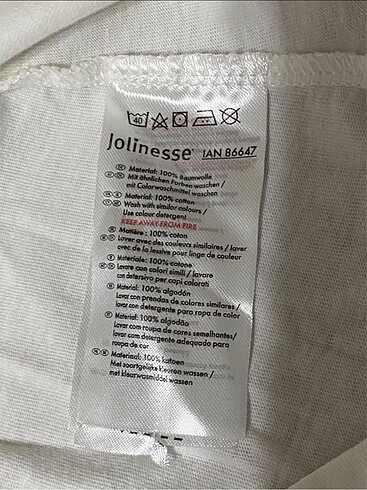 40
Jolinesse® IAN 86647
Material: 100% Baumwolle
Mit ähnlichen Farben waschen /
mit Colorwaschmittel waschen
Material: 100% cotton
Wash with similar colours /
Use colour detergent
KEEP AWAY FROM FIRE
Matière: 100% coton
Laver avec des couleurs similaires / laver
avec de la lessive pour linge de couleur
Materiale: 100% cotone
Lavare con colori simili / lavare
con detersivo per capi colorati
Material: 100% algodón
Lavar con prendas de colores similares /
lavar con detergente para ropa de color
Material: 100% algodão
Lavar com roupa de cores semelhantes/
lavar com detergente adequado para
roupa de cor
Materiaal: 100% katoen
Met soortgelijke kleuren wassen /
met kleurwasmiddel wassen